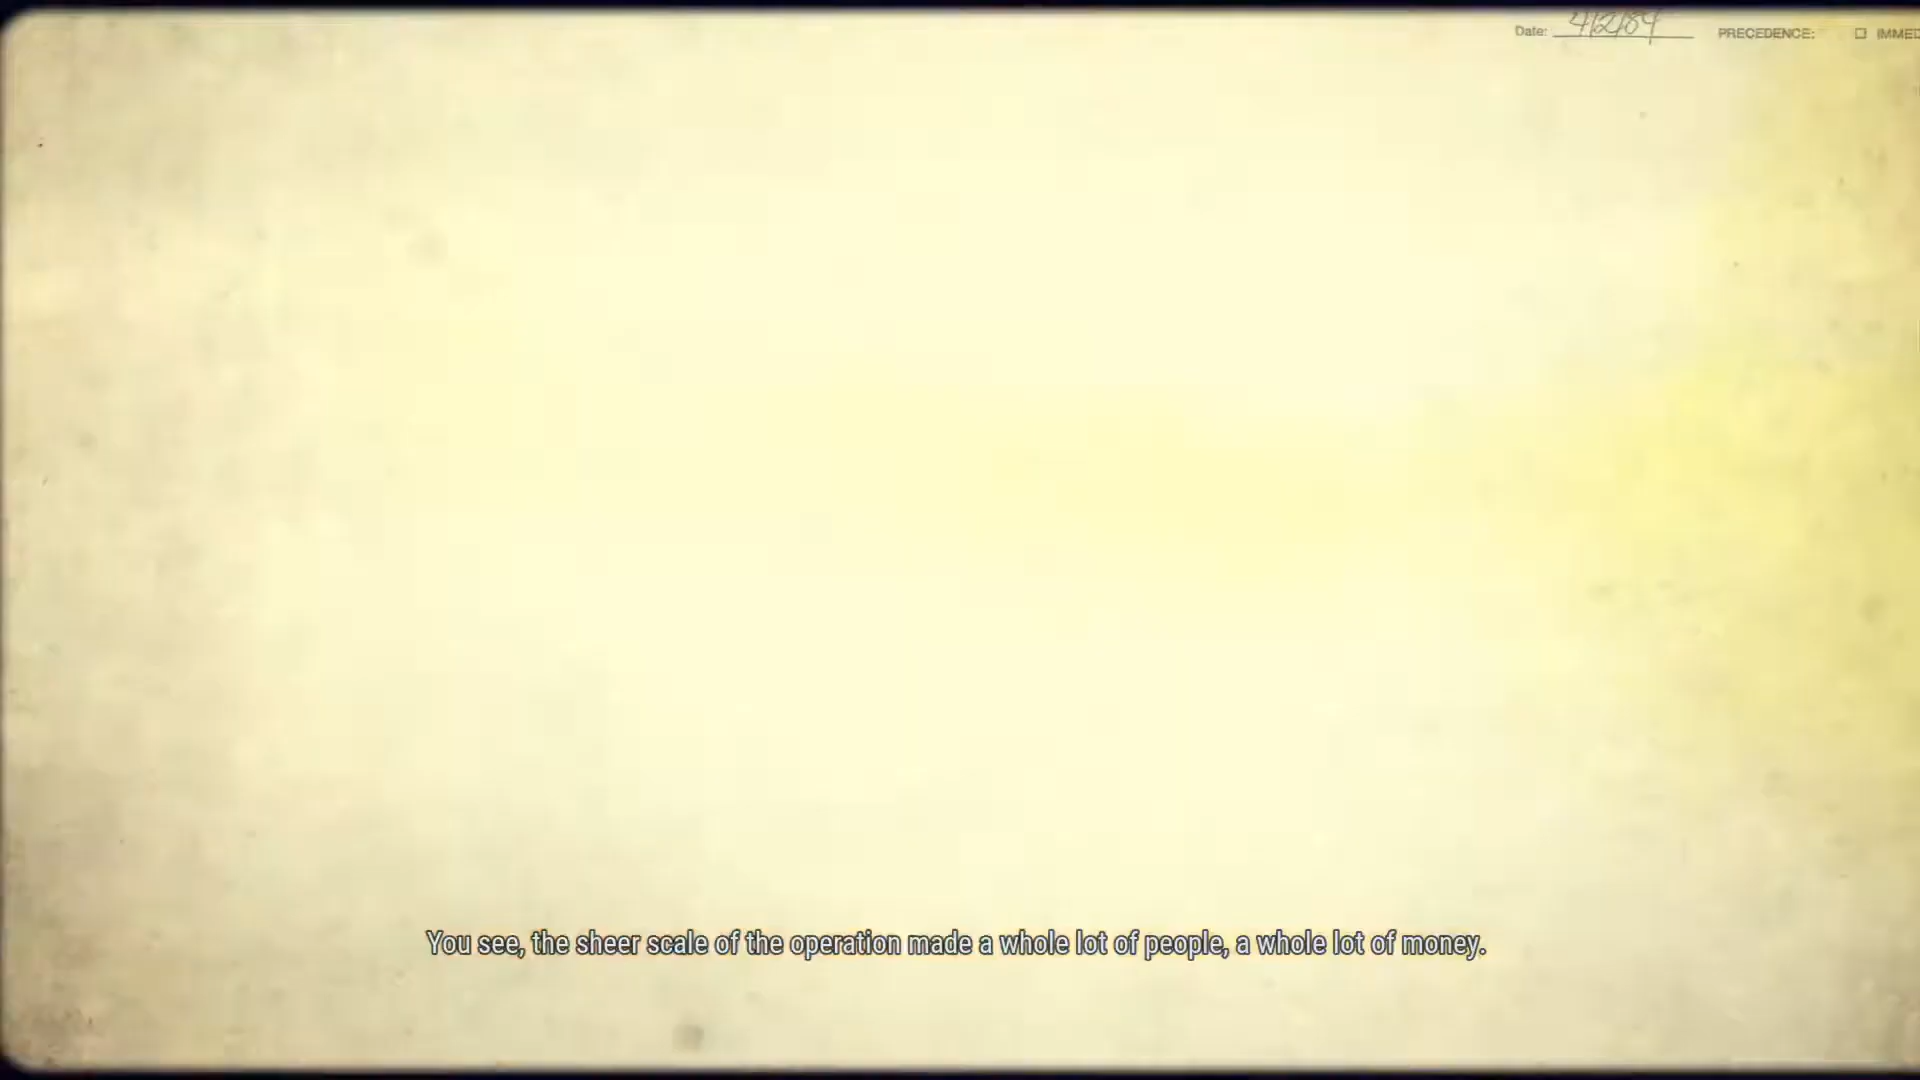 Date: 4/2/84 PRECEDENCE: ☐ IMMED
You see, the sheer scale of the operation made a whole lot of people, a whole lot of money.